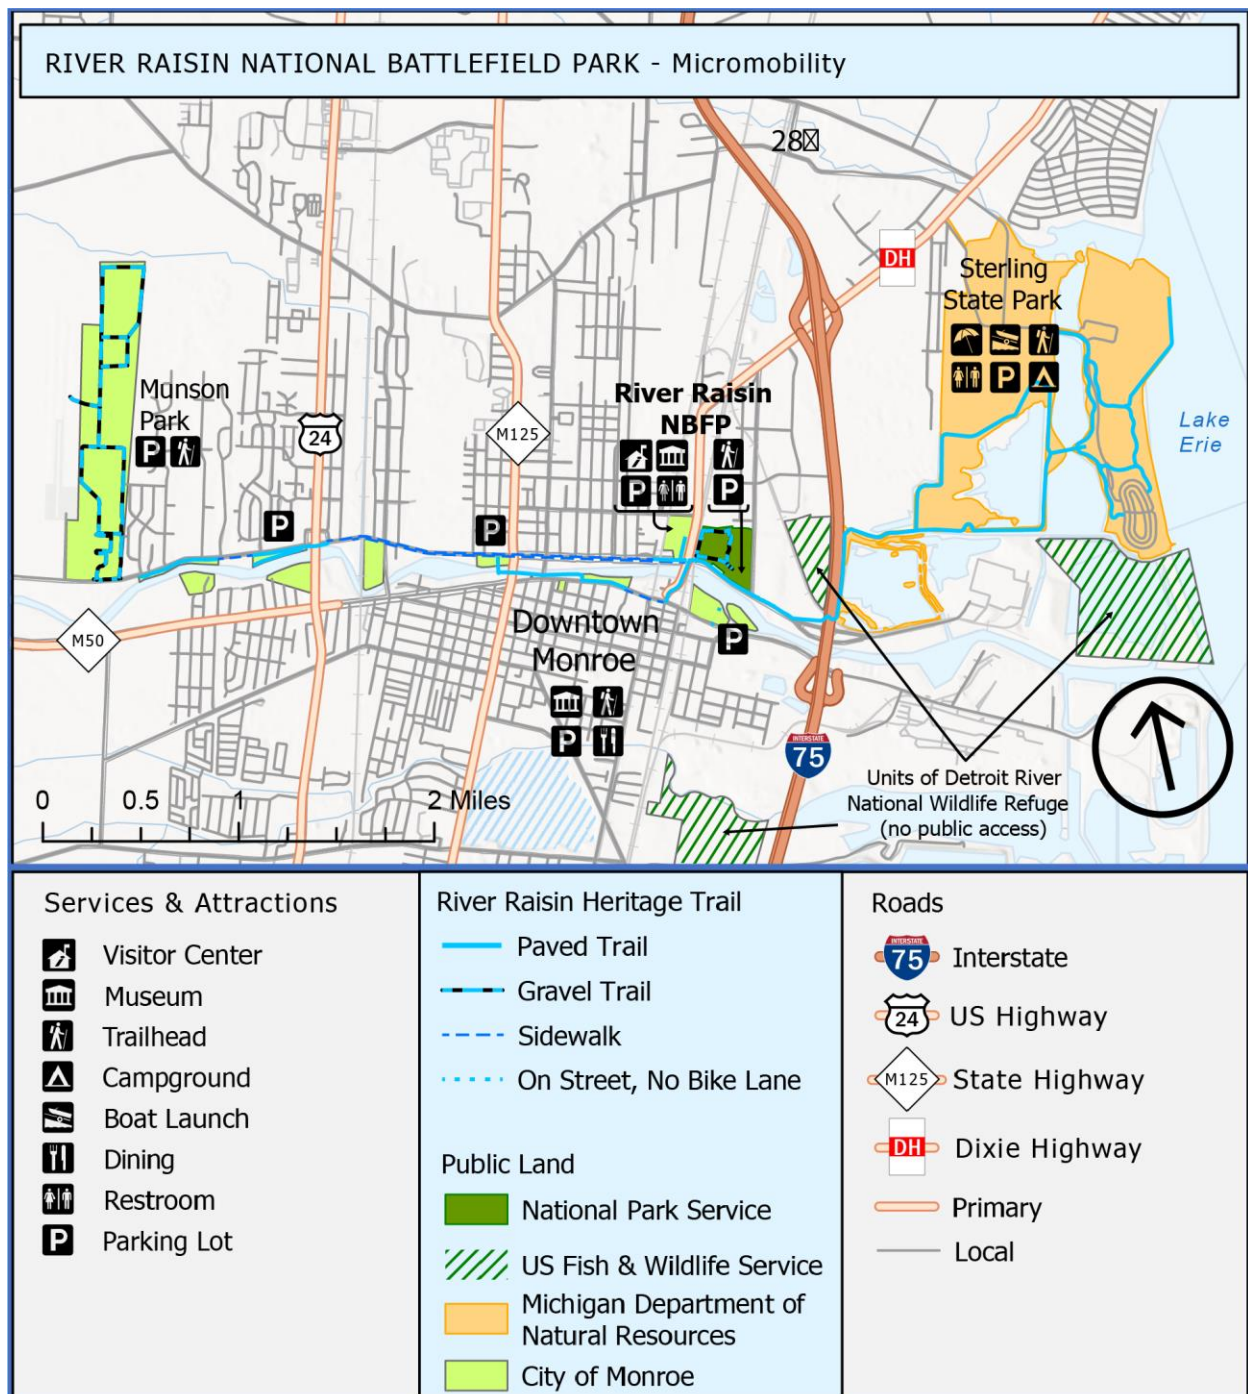 RIVER RAISIN NATIONAL BATTLEFIELD PARK - Micromobility
28
DH
Sterling
State Park
P
Munson
Park
P
24
M125
River Raisin
NBFP
P
P
Lake
Erie
P
P
Downtown
Monroe
P
P
M50
INTERSTATE
75
Units of Detroit River
National Wildlife Refuge
(no public access)
0 0.5 1 2 Miles
Services & Attractions
Visitor Center
Museum
Trailhead
Campground
Boat Launch
Dining
Restroom
P Parking Lot
River Raisin Heritage Trail
Paved Trail
Gravel Trail
Sidewalk
On Street, No Bike Lane
Public Land
National Park Service
US Fish & Wildlife Service
Michigan Department of
Natural Resources
City of Monroe
Roads
INTERSTATE
75 Interstate
24 US Highway
M125 State Highway
DH Dixie Highway
Primary
Local